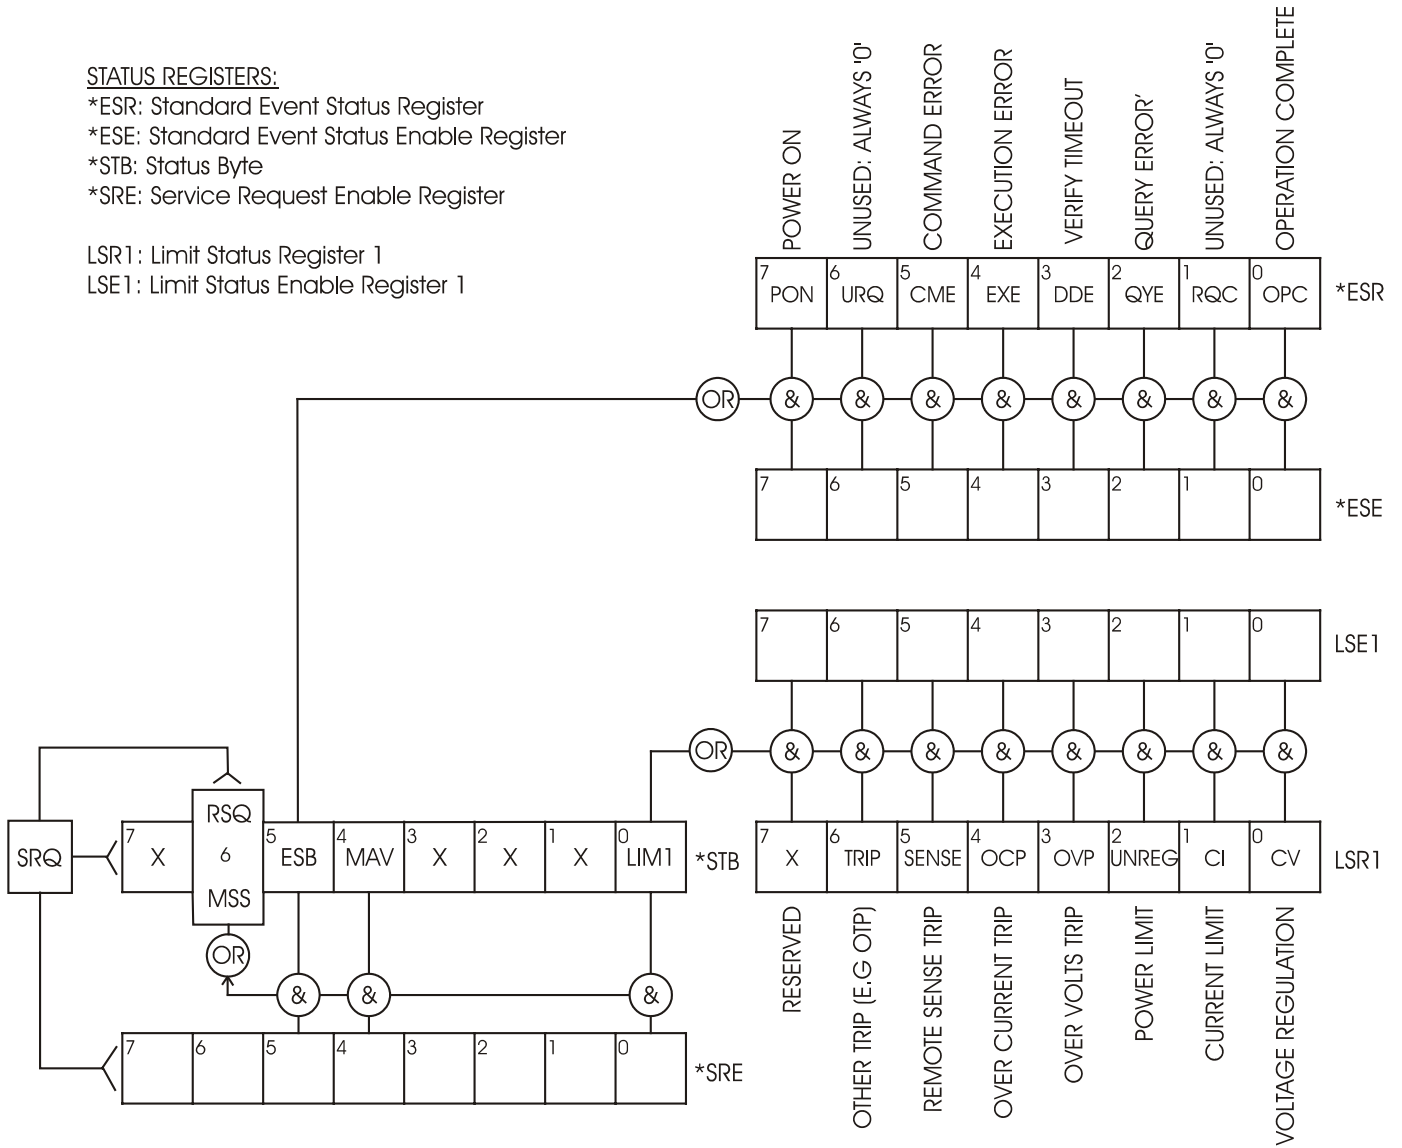 STATUS REGISTERS:
*ESR: Standard Event Status Register
*ESE: Standard Event Status Enable Register
*STB: Status Byte
*SRE: Service Request Enable Register
LSR1: Limit Status Register 1
LSE1: Limit Status Enable Register 1
POWER ON
UNUSED: ALWAYS '0'
COMMAND ERROR
EXECUTION ERROR
VERIFY TIMEOUT
QUERY ERROR'
UNUSED: ALWAYS '0'
OPERATION COMPLETE
7 6 5 4 3 2 1 0
PON URQ CME EXE DDE QYE RQC OPC *ESR
OR & & & & & & & &
7 6 5 4 3 2 1 0 *ESE
7 6 5 4 3 2 1 0 LSE1
OR & & & & & & & &
7 6 5 4 3 2 1 0
X TRIP SENSE OCP OVP UNREG CI CV LSR1
RESERVED
OTHER TRIP (E.G OTP)
REMOTE SENSE TRIP
OVER CURRENT TRIP
OVER VOLTS TRIP
POWER LIMIT
CURRENT LIMIT
VOLTAGE REGULATION
SRQ
RSQ
6
MSS
7 5 4 3 2 1 0
X ESB MAV X X X LIM1 *STB
OR
& & &
7 6 5 4 3 2 1 0 *SRE